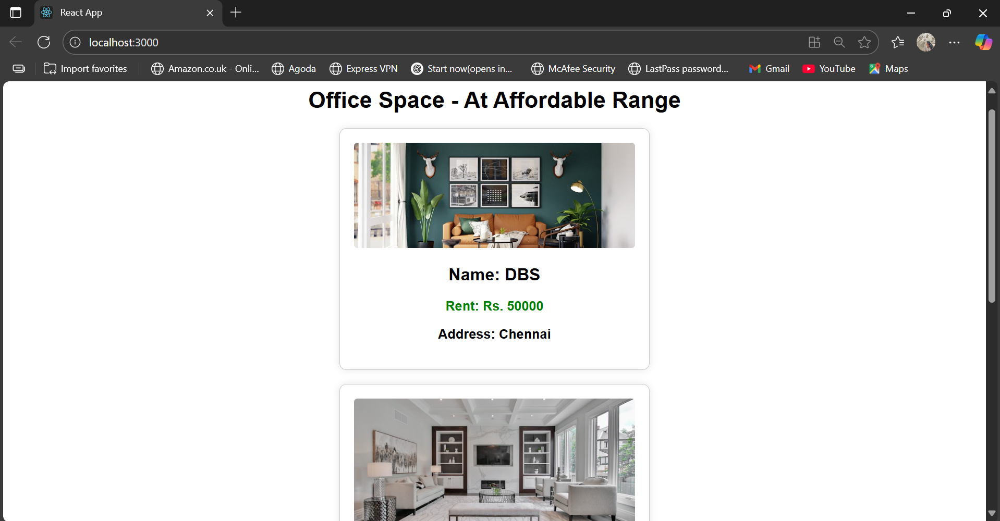 React App
localhost:3000
Import favorites
Amazon.co.uk - Onli...
Agoda
Express VPN
Start now(opens in...
McAfee Security
LastPass password...
Gmail
YouTube
Maps
Office Space - At Affordable Range
Name: DBS
Rent: Rs. 50000
Address: Chennai